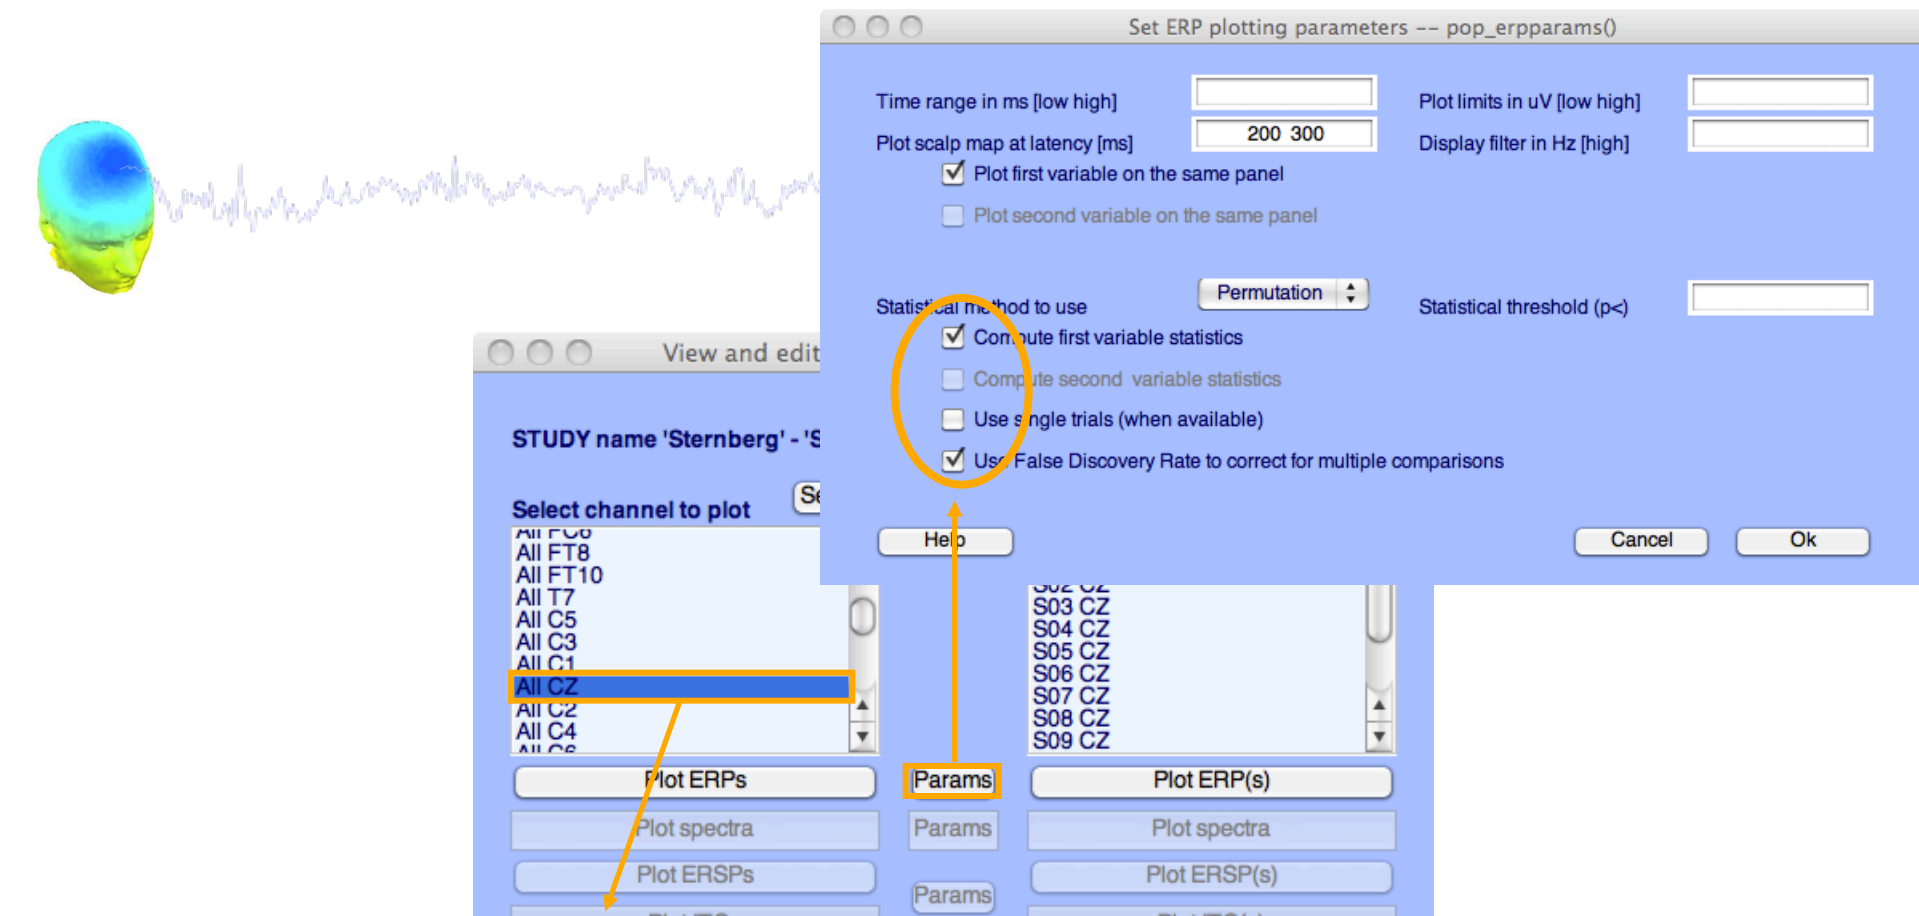 Set ERP plotting parameters -- pop_erpparams()
Time range in ms [low high]
Plot limits in uV [low high]
Plot scalp map at latency [ms]
200 300
Display filter in Hz [high]
Plot first variable on the same panel
Plot second variable on the same panel
Statistical method to use
Permutation
Statistical threshold (p<)
Compute first variable statistics
Compute second variable statistics
Use single trials (when available)
Use False Discovery Rate to correct for multiple comparisons
Help
Cancel
Ok
View and edit
STUDY name 'Sternberg' - 'S
Select channel to plot
Se
All FC6
All FT8
All FT10
All T7
All C5
All C3
All C1
All CZ
All C2
All C4
All C6
S02 CZ
S03 CZ
S04 CZ
S05 CZ
S06 CZ
S07 CZ
S08 CZ
S09 CZ
Plot ERPs
Params
Plot ERP(s)
Plot spectra
Params
Plot spectra
Plot ERSPs
Params
Plot ERSP(s)